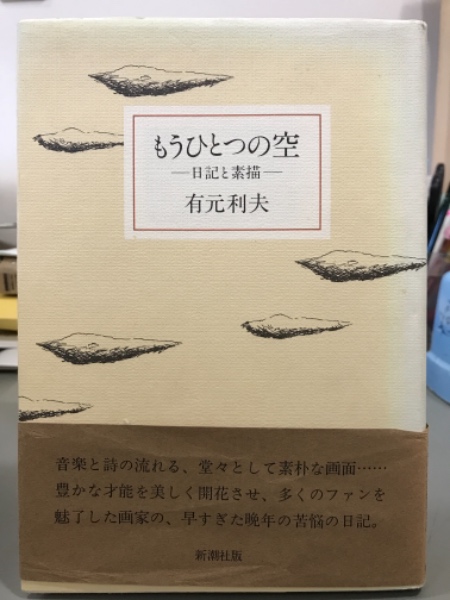 もうひとつの空
―日記と素描―
有元利夫
音楽と詩の流れる、堂々として素朴な画面……
豊かな才能を美しく開花させ、多くのファンを
魅了した画家の、早すぎた晩年の苦悩の日記。
新潮社版